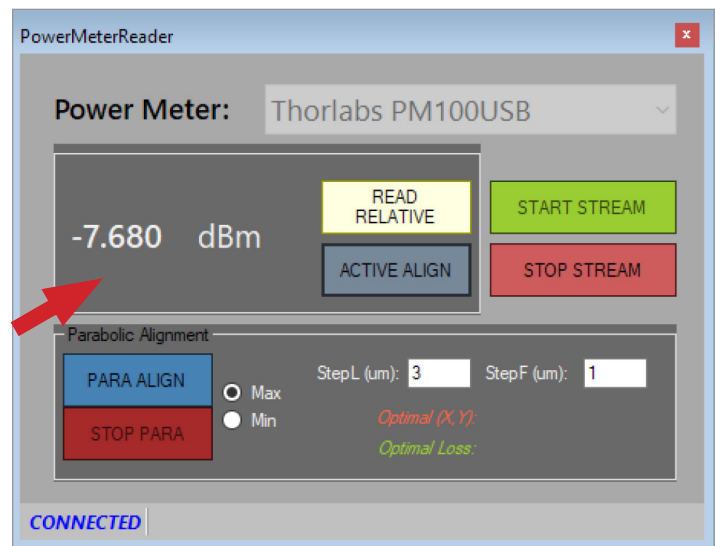 PowerMeterReader
x
Power Meter: Thorlabs PM100USB
-7.680 dBm
READ
RELATIVE
START STREAM
ACTIVE ALIGN
STOP STREAM
Parabolic Alignment
PARA ALIGN
Max
StepL (um): 3
StepF (um): 1
STOP PARA
Min
Optimal (X,Y):
Optimal Loss:
CONNECTED